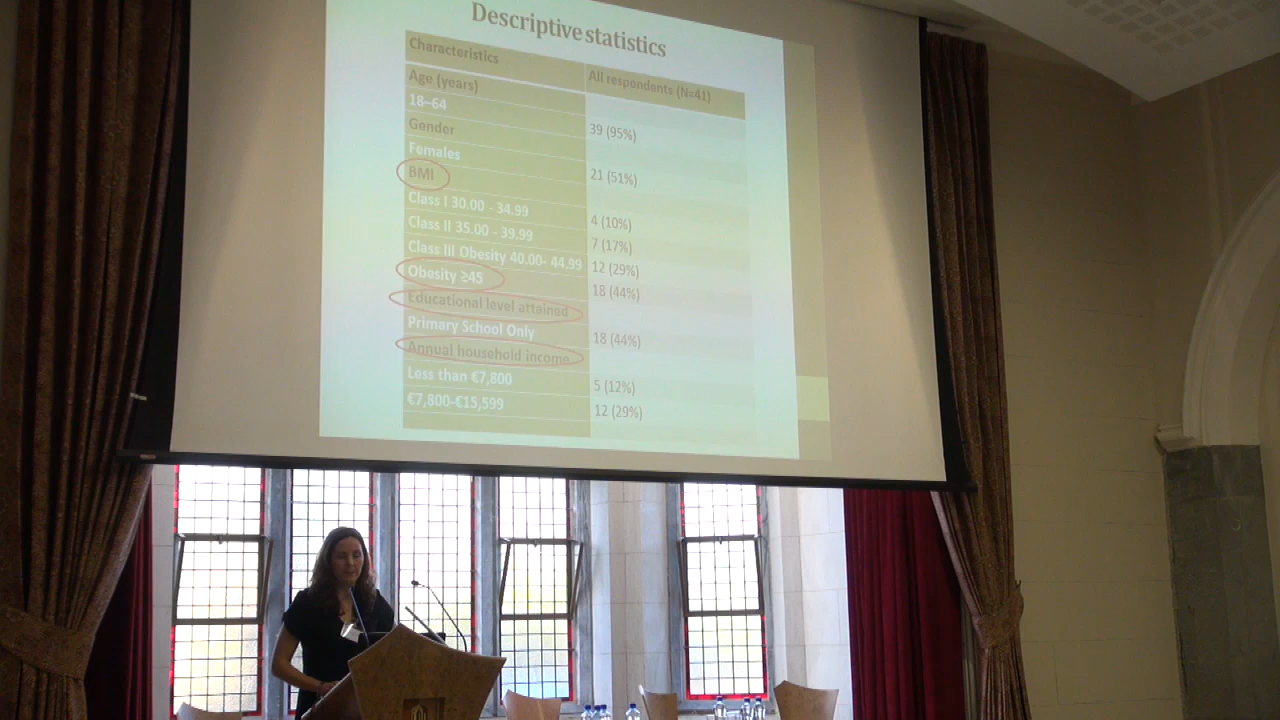 Descriptive statistics
Characteristics All respondents (N=41)
Age (years)
18–64 39 (95%)
Gender
Females 21 (51%)
BMI
Class I 30.00 - 34.99 4 (10%)
Class II 35.00 - 39.99 7 (17%)
Class III Obesity 40.00- 44.99 12 (29%)
Obesity ≥45 18 (44%)
Educational level attained
Primary School Only 18 (44%)
Annual household income
Less than €7,800 5 (12%)
€7,800-€15,599 12 (29%)